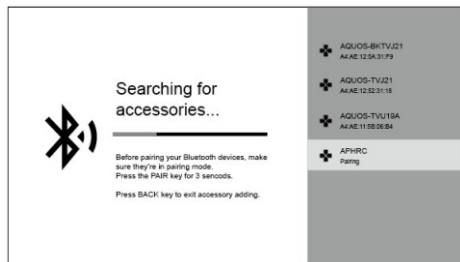 Searching for
accessories...
Before pairing your Bluetooth devices, make
sure they're in pairing mode.
Press the PAIR key for 3 sencods.
Press BACK key to exit accessory adding.
AQUOS-BKTVJ21
A4:AE:12:5A:31:F9
AQUOS-TVJ21
A4:AE:12:52:31:18
AQUOS-TVU19A
A4:AE:11:5B:06:B4
APHRC
Pairing